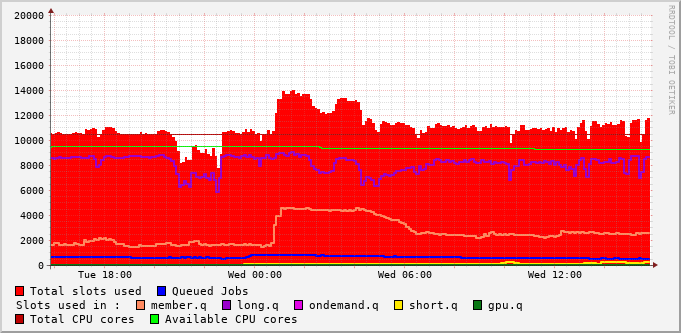 20000
18000
16000
14000
12000
10000
8000
6000
4000
2000
0
Tue 18:00 Wed 00:00 Wed 06:00 Wed 12:00
RRDTOOL / TOBI OETIKER
Total slots used Queued Jobs
Slots used in : member.q long.q ondemand.q short.q gpu.q
Total CPU cores Available CPU cores